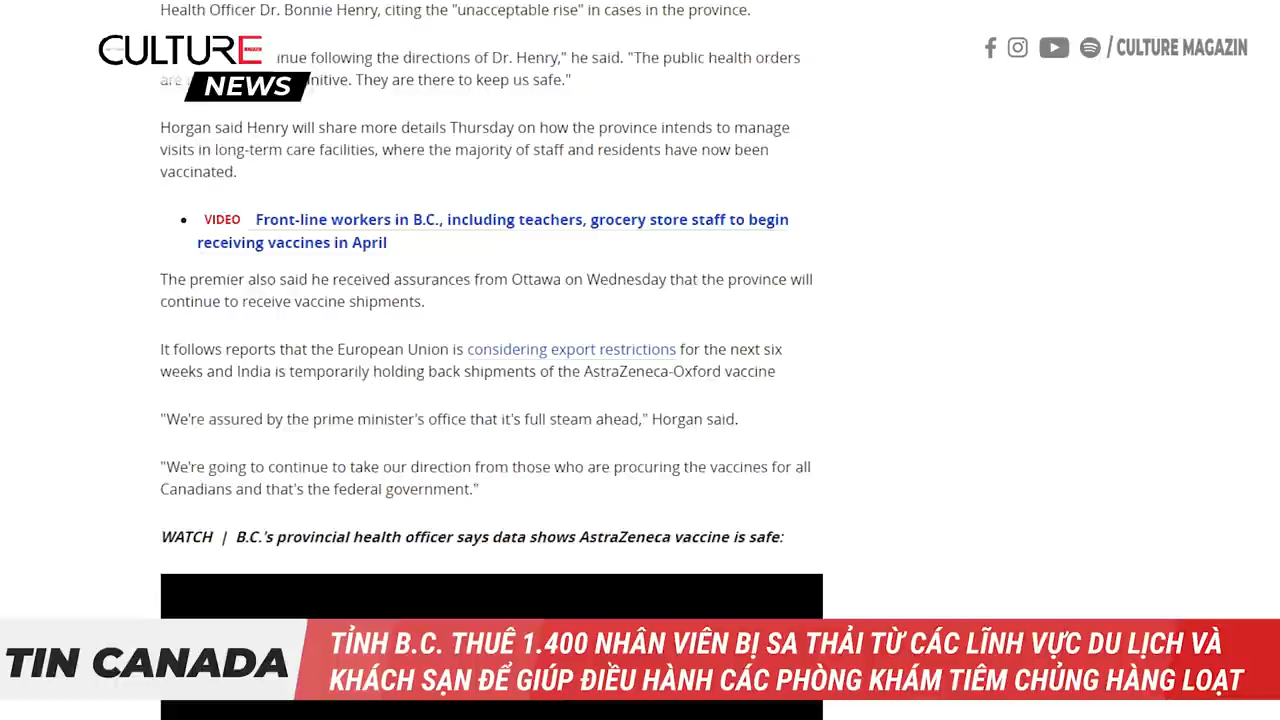 Health Officer Dr. Bonnie Henry, citing the "unacceptable rise" in cases in the province.
CULTURE
NEWS
/ CULTURE MAGAZIN
inue following the directions of Dr. Henry," he said. "The public health orders
are nitive. They are there to keep us safe."
Horgan said Henry will share more details Thursday on how the province intends to manage
visits in long-term care facilities, where the majority of staff and residents have now been
vaccinated.
• VIDEO Front-line workers in B.C., including teachers, grocery store staff to begin
receiving vaccines in April
The premier also said he received assurances from Ottawa on Wednesday that the province will
continue to receive vaccine shipments.
It follows reports that the European Union is considering export restrictions for the next six
weeks and India is temporarily holding back shipments of the AstraZeneca-Oxford vaccine
"We're assured by the prime minister's office that it's full steam ahead," Horgan said.
"We're going to continue to take our direction from those who are procuring the vaccines for all
Canadians and that's the federal government."
WATCH | B.C.'s provincial health officer says data shows AstraZeneca vaccine is safe:
TIN CANADA
TỈNH B.C. THUÊ 1.400 NHÂN VIÊN BỊ SA THẢI TỪ CÁC LĨNH VỰC DU LỊCH VÀ
KHÁCH SẠN ĐỂ GIÚP ĐIỀU HÀNH CÁC PHÒNG KHÁM TIÊM CHỦNG HÀNG LOẠT